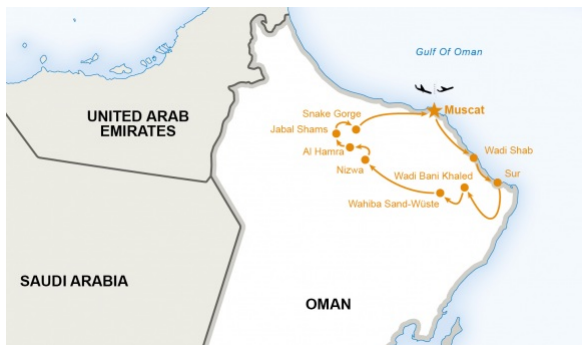 Gulf Of Oman
Muscat
Snake Gorge
UNITED ARAB
EMIRATES
Jabal Shams
Al Hamra
Wadi Shab
Nizwa
Wadi Bani Khaled
Sur
Wahiba Sand-Wüste
SAUDI ARABIA
OMAN